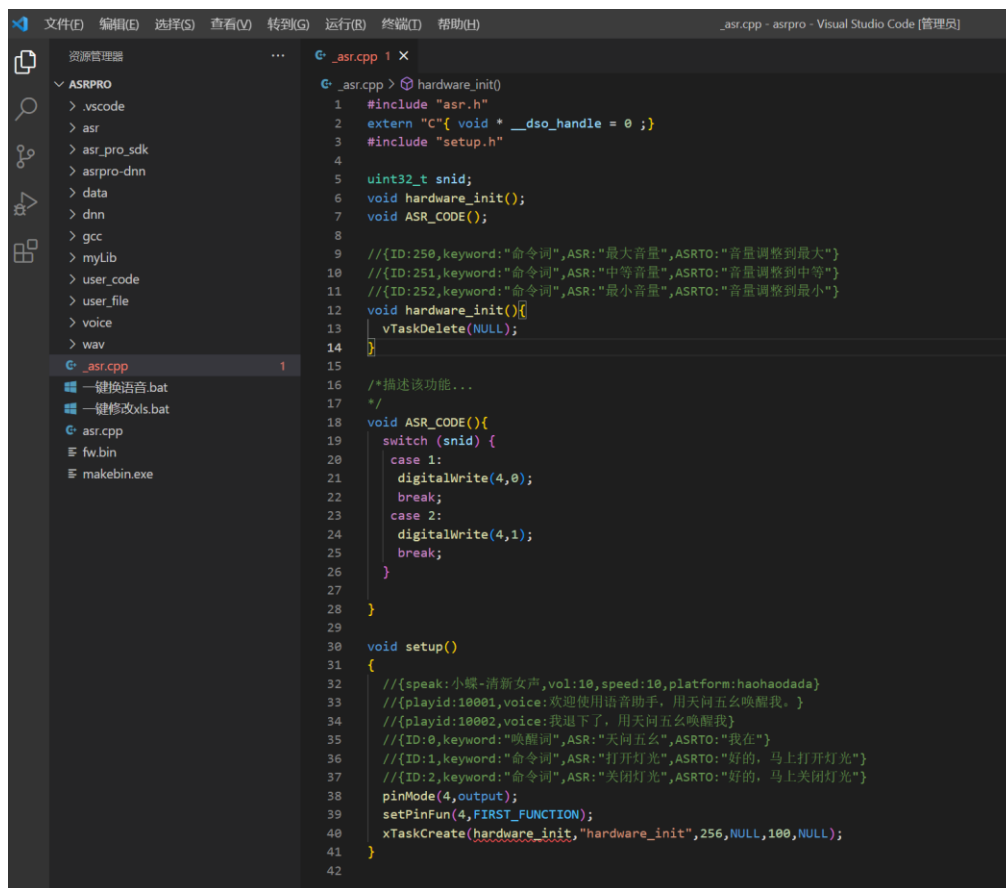 文件(F) 编辑(E) 选择(S) 查看(V) 转到(G) 运行(R) 终端(T) 帮助(H) _asr.cpp - asrpro - Visual Studio Code [管理员]
资源管理器 ...
ASRPRO
.vscode
asr
asr_pro_sdk
asrpro-dnn
data
dnn
gcc
myLib
user_code
user_file
voice
wav
_asr.cpp 1
一键换语音.bat
一键修改xls.bat
asr.cpp
fw.bin
makebin.exe
_asr.cpp 1
_asr.cpp > hardware_init()
1 #include "asr.h"
2 extern "C"{ void * __dso_handle = 0 ;}
3 #include "setup.h"
4
5 uint32_t snid;
6 void hardware_init();
7 void ASR_CODE();
8
9 //{ID:250,keyword:"命令词",ASR:"最大音量",ASRTO:"音量调整到最大"}
10 //{ID:251,keyword:"命令词",ASR:"中等音量",ASRTO:"音量调整到中等"}
11 //{ID:252,keyword:"命令词",ASR:"最小音量",ASRTO:"音量调整到最小"}
12 void hardware_init(){
13 vTaskDelete(NULL);
14 }
15
16 /*描述该功能...
17 */
18 void ASR_CODE(){
19 switch (snid) {
20 case 1:
21 digitalWrite(4,0);
22 break;
23 case 2:
24 digitalWrite(4,1);
25 break;
26 }
27
28 }
29
30 void setup()
31 {
32 //{speak:小蝶-清新女声,vol:10,speed:10,platform:haohaodada}
33 //{playid:10001,voice:欢迎使用语音助手，用天问五幺唤醒我。}
34 //{playid:10002,voice:我退下了，用天问五幺唤醒我}
35 //{ID:0,keyword:"唤醒词",ASR:"天问五幺",ASRTO:"我在"}
36 //{ID:1,keyword:"命令词",ASR:"打开灯光",ASRTO:"好的，马上打开灯光"}
37 //{ID:2,keyword:"命令词",ASR:"关闭灯光",ASRTO:"好的，马上关闭灯光"}
38 pinMode(4,output);
39 setPinFun(4,FIRST_FUNCTION);
40 xTaskCreate(hardware_init,"hardware_init",256,NULL,100,NULL);
41 }
42